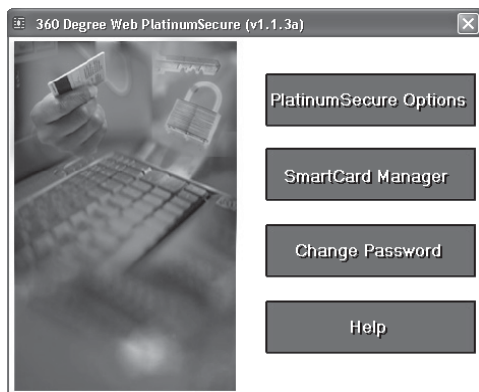 360 Degree Web PlatinumSecure (v1.1.3a)
PlatinumSecure Options
SmartCard Manager
Change Password
Help